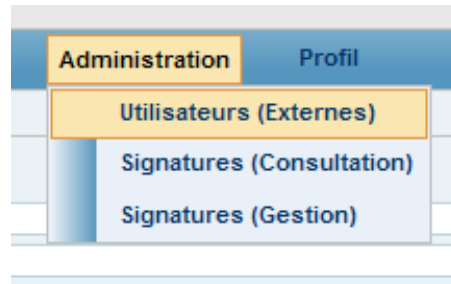 Administration Profil
Utilisateurs (Externes)
Signatures (Consultation)
Signatures (Gestion)